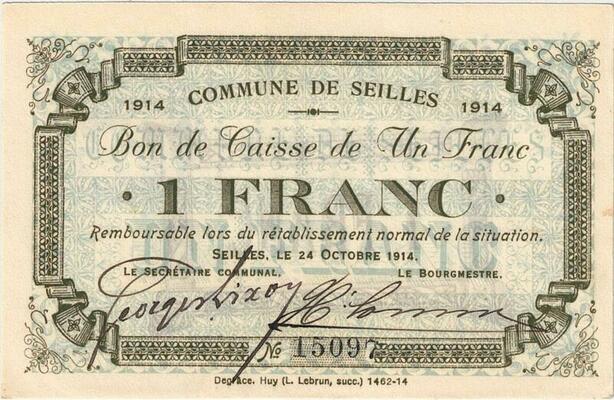 COMMUNE DE SEILLES
1914 1914
Bon de Caisse de Un Franc
· 1 FRANC ·
Remboursable lors du rétablissement normal de la situation.
SEILLES, LE 24 OCTOBRE 1914.
LE SECRÉTAIRE COMMUNAL. LE BOURGMESTRE.
Georges
No 15097
Degrace. Huy (L. Lebrun, succ.) 1462-14